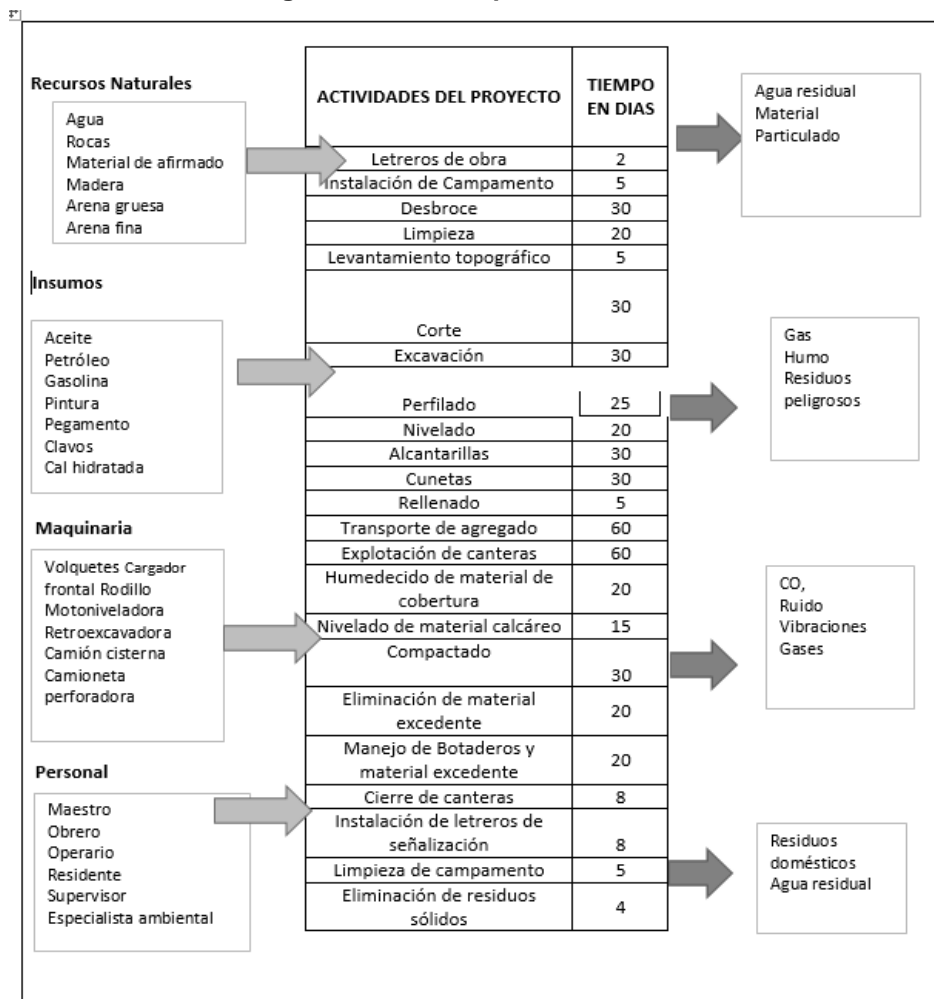 Recursos Naturales
Agua
Rocas
Material de afirmado
Madera
Arena gruesa
Arena fina
Insumos
Aceite
Petróleo
Gasolina
Pintura
Pegamento
Clavos
Cal hidratada
Maquinaria
Volquetes Cargador
frontal Rodillo
Motoniveladora
Retroexcavadora
Camión cisterna
Camioneta
perforadora
Personal
Maestro
Obrero
Operario
Residente
Supervisor
Especialista ambiental
ACTIVIDADES DEL PROYECTO TIEMPO
EN DIAS
Letreros de obra 2
Instalación de Campamento 5
Desbroce 30
Limpieza 20
Levantamiento topográfico 5
Corte 30
Excavación 30
Perfilado 25
Nivelado 20
Alcantarillas 30
Cunetas 30
Rellenado 5
Transporte de agregado 60
Explotación de canteras 60
Humedecido de material de
cobertura 20
Nivelado de material calcáreo 15
Compactado 30
Eliminación de material
excedente 20
Manejo de Botaderos y
material excedente 20
Cierre de canteras 8
Instalación de letreros de
señalización 8
Limpieza de campamento 5
Eliminación de residuos
sólidos 4
Agua residual
Material
Particulado
Gas
Humo
Residuos
peligrosos
CO,
Ruido
Vibraciones
Gases
Residuos
domésticos
Agua residual